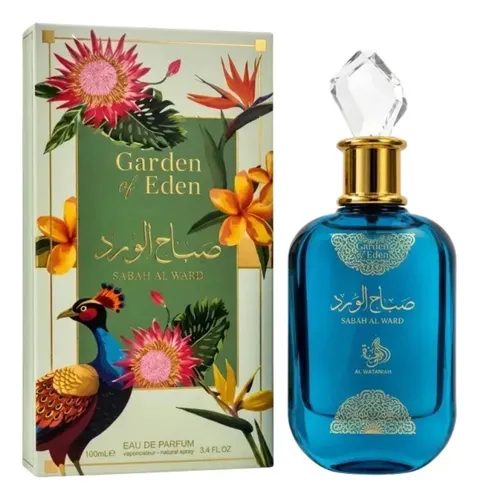 Garden
of Eden
صباح الورد
SABAH AL WARD
EAU DE PARFUM
100mL℮ vaporisateur - natural spray 3.4 FL.OZ
Garden
of Eden
صباح الورد
SABAH AL WARD
الوطنية
AL WATANIAH